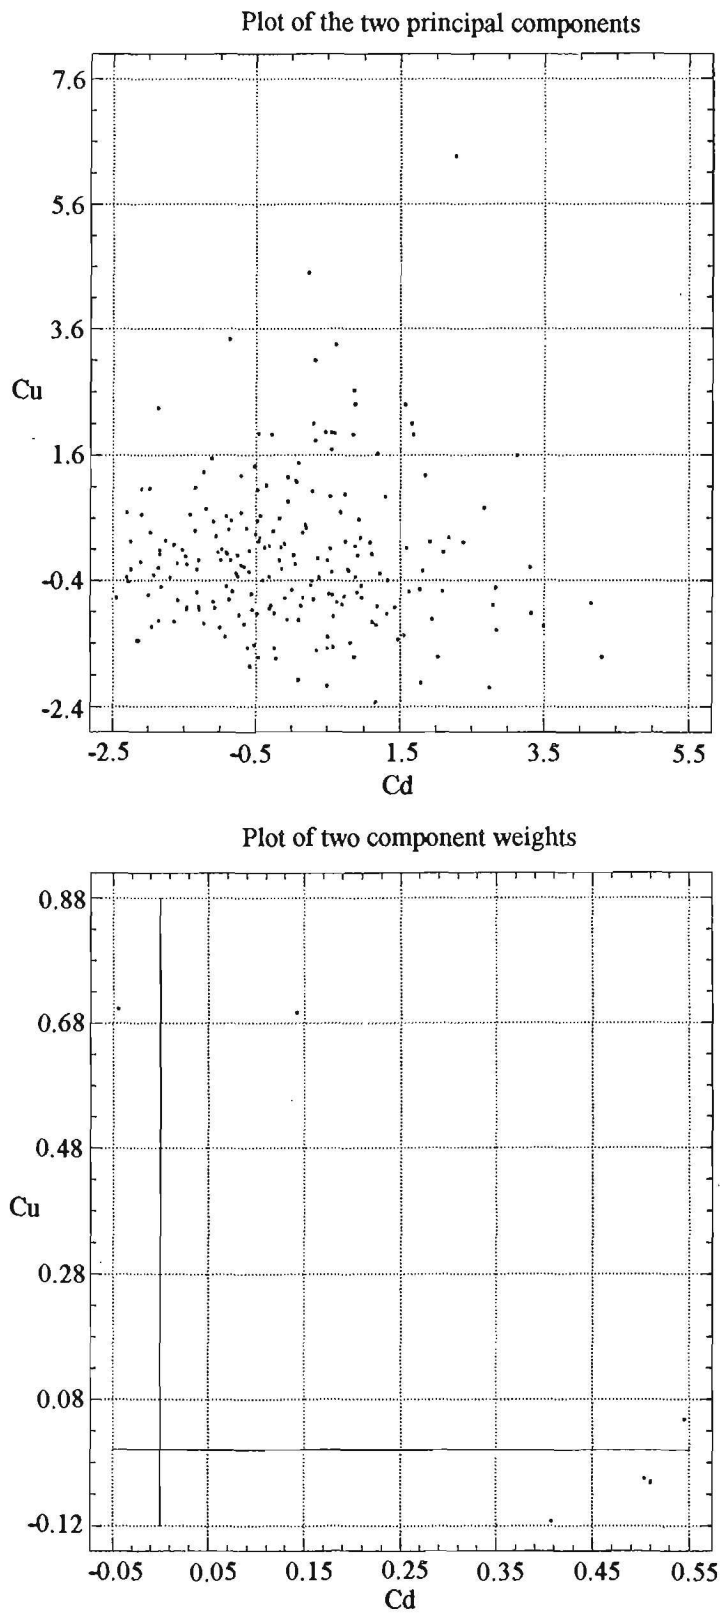 Plot of the two principal components
7.6
5.6
3.6
Cu
1.6
-0.4
-2.4
-2.5 -0.5 1.5 3.5 5.5
Cd
Plot of two component weights
0.88
0.68
0.48
Cu
0.28
0.08
-0.12
-0.05 0.05 0.15 0.25 0.35 0.45 0.55
Cd